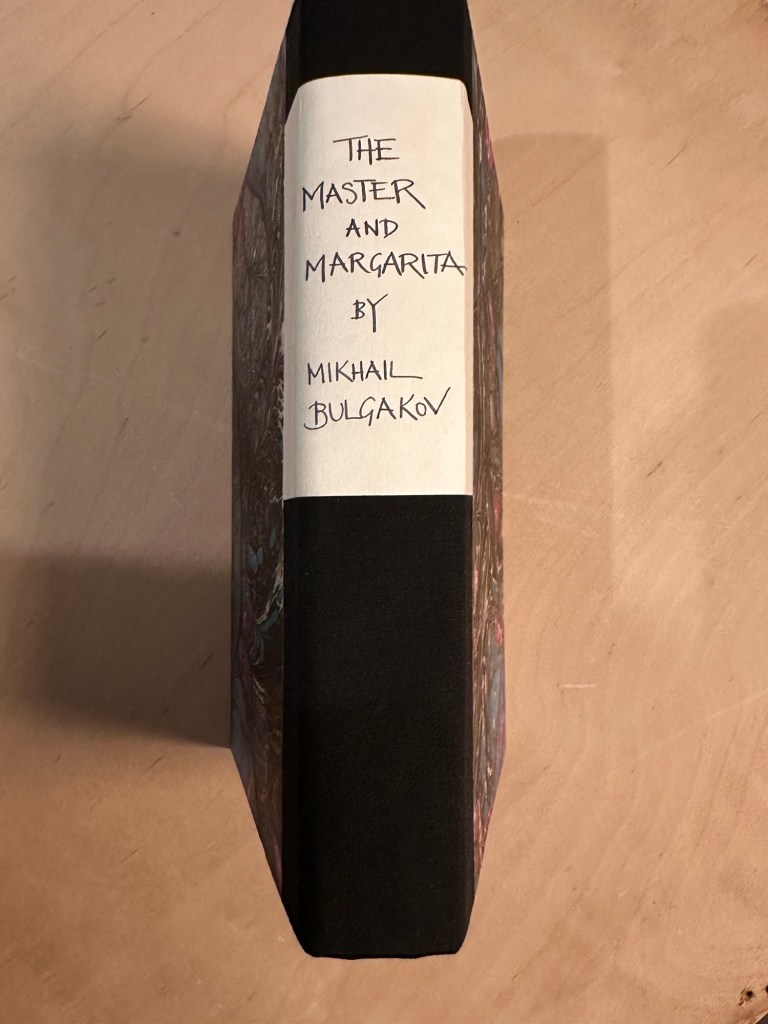 THE
MASTER
AND
MARGARITA
BY
MIKHAIL
BULGAKOV